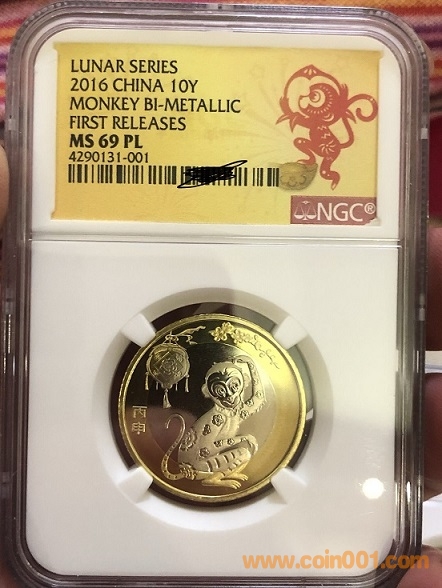 LUNAR SERIES
2016 CHINA 10Y
MONKEY BI-METALLIC
FIRST RELEASES
MS 69 PL
4290131-001
NGC®
丙
申
www.coin001.com